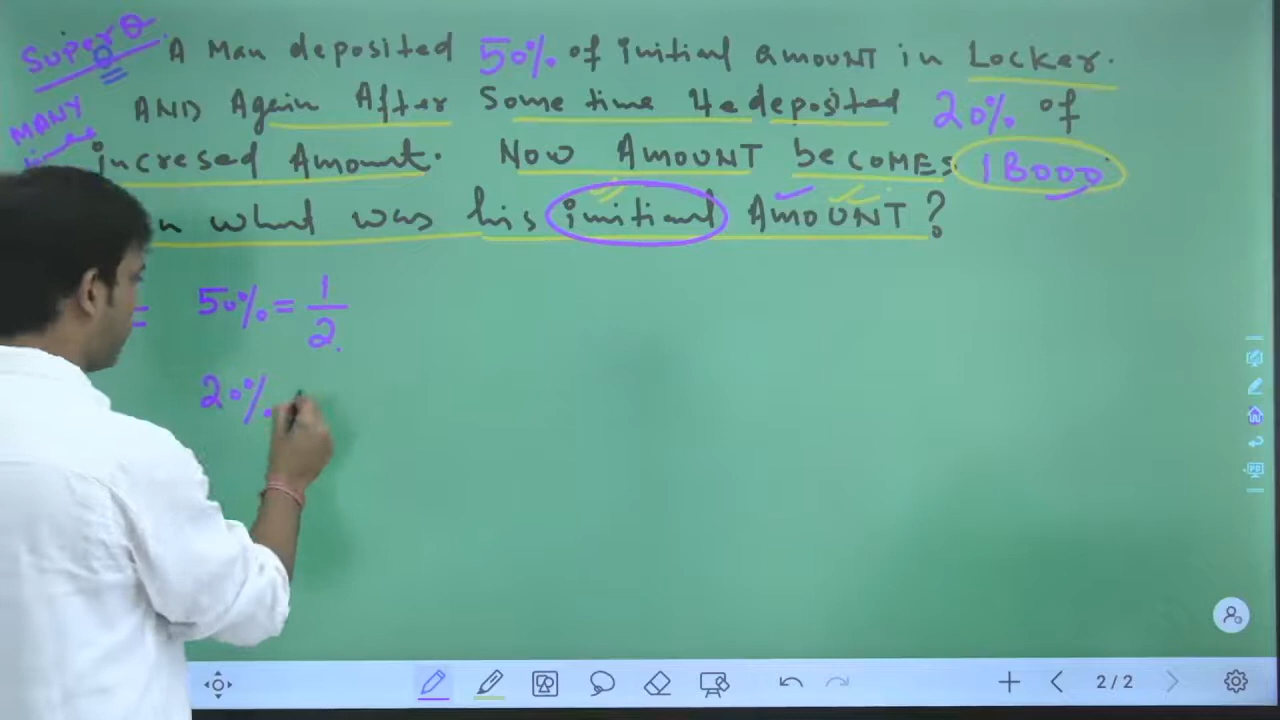 Super Q A Man deposited 50% of initial amount in Locker.
MANY times AND Again After Some time He deposited 20% of
incresed Amount. Now AMOUNT becomes 18000
n what was his initial AMOUNT?
= 50% = 1/2
20%
2/2